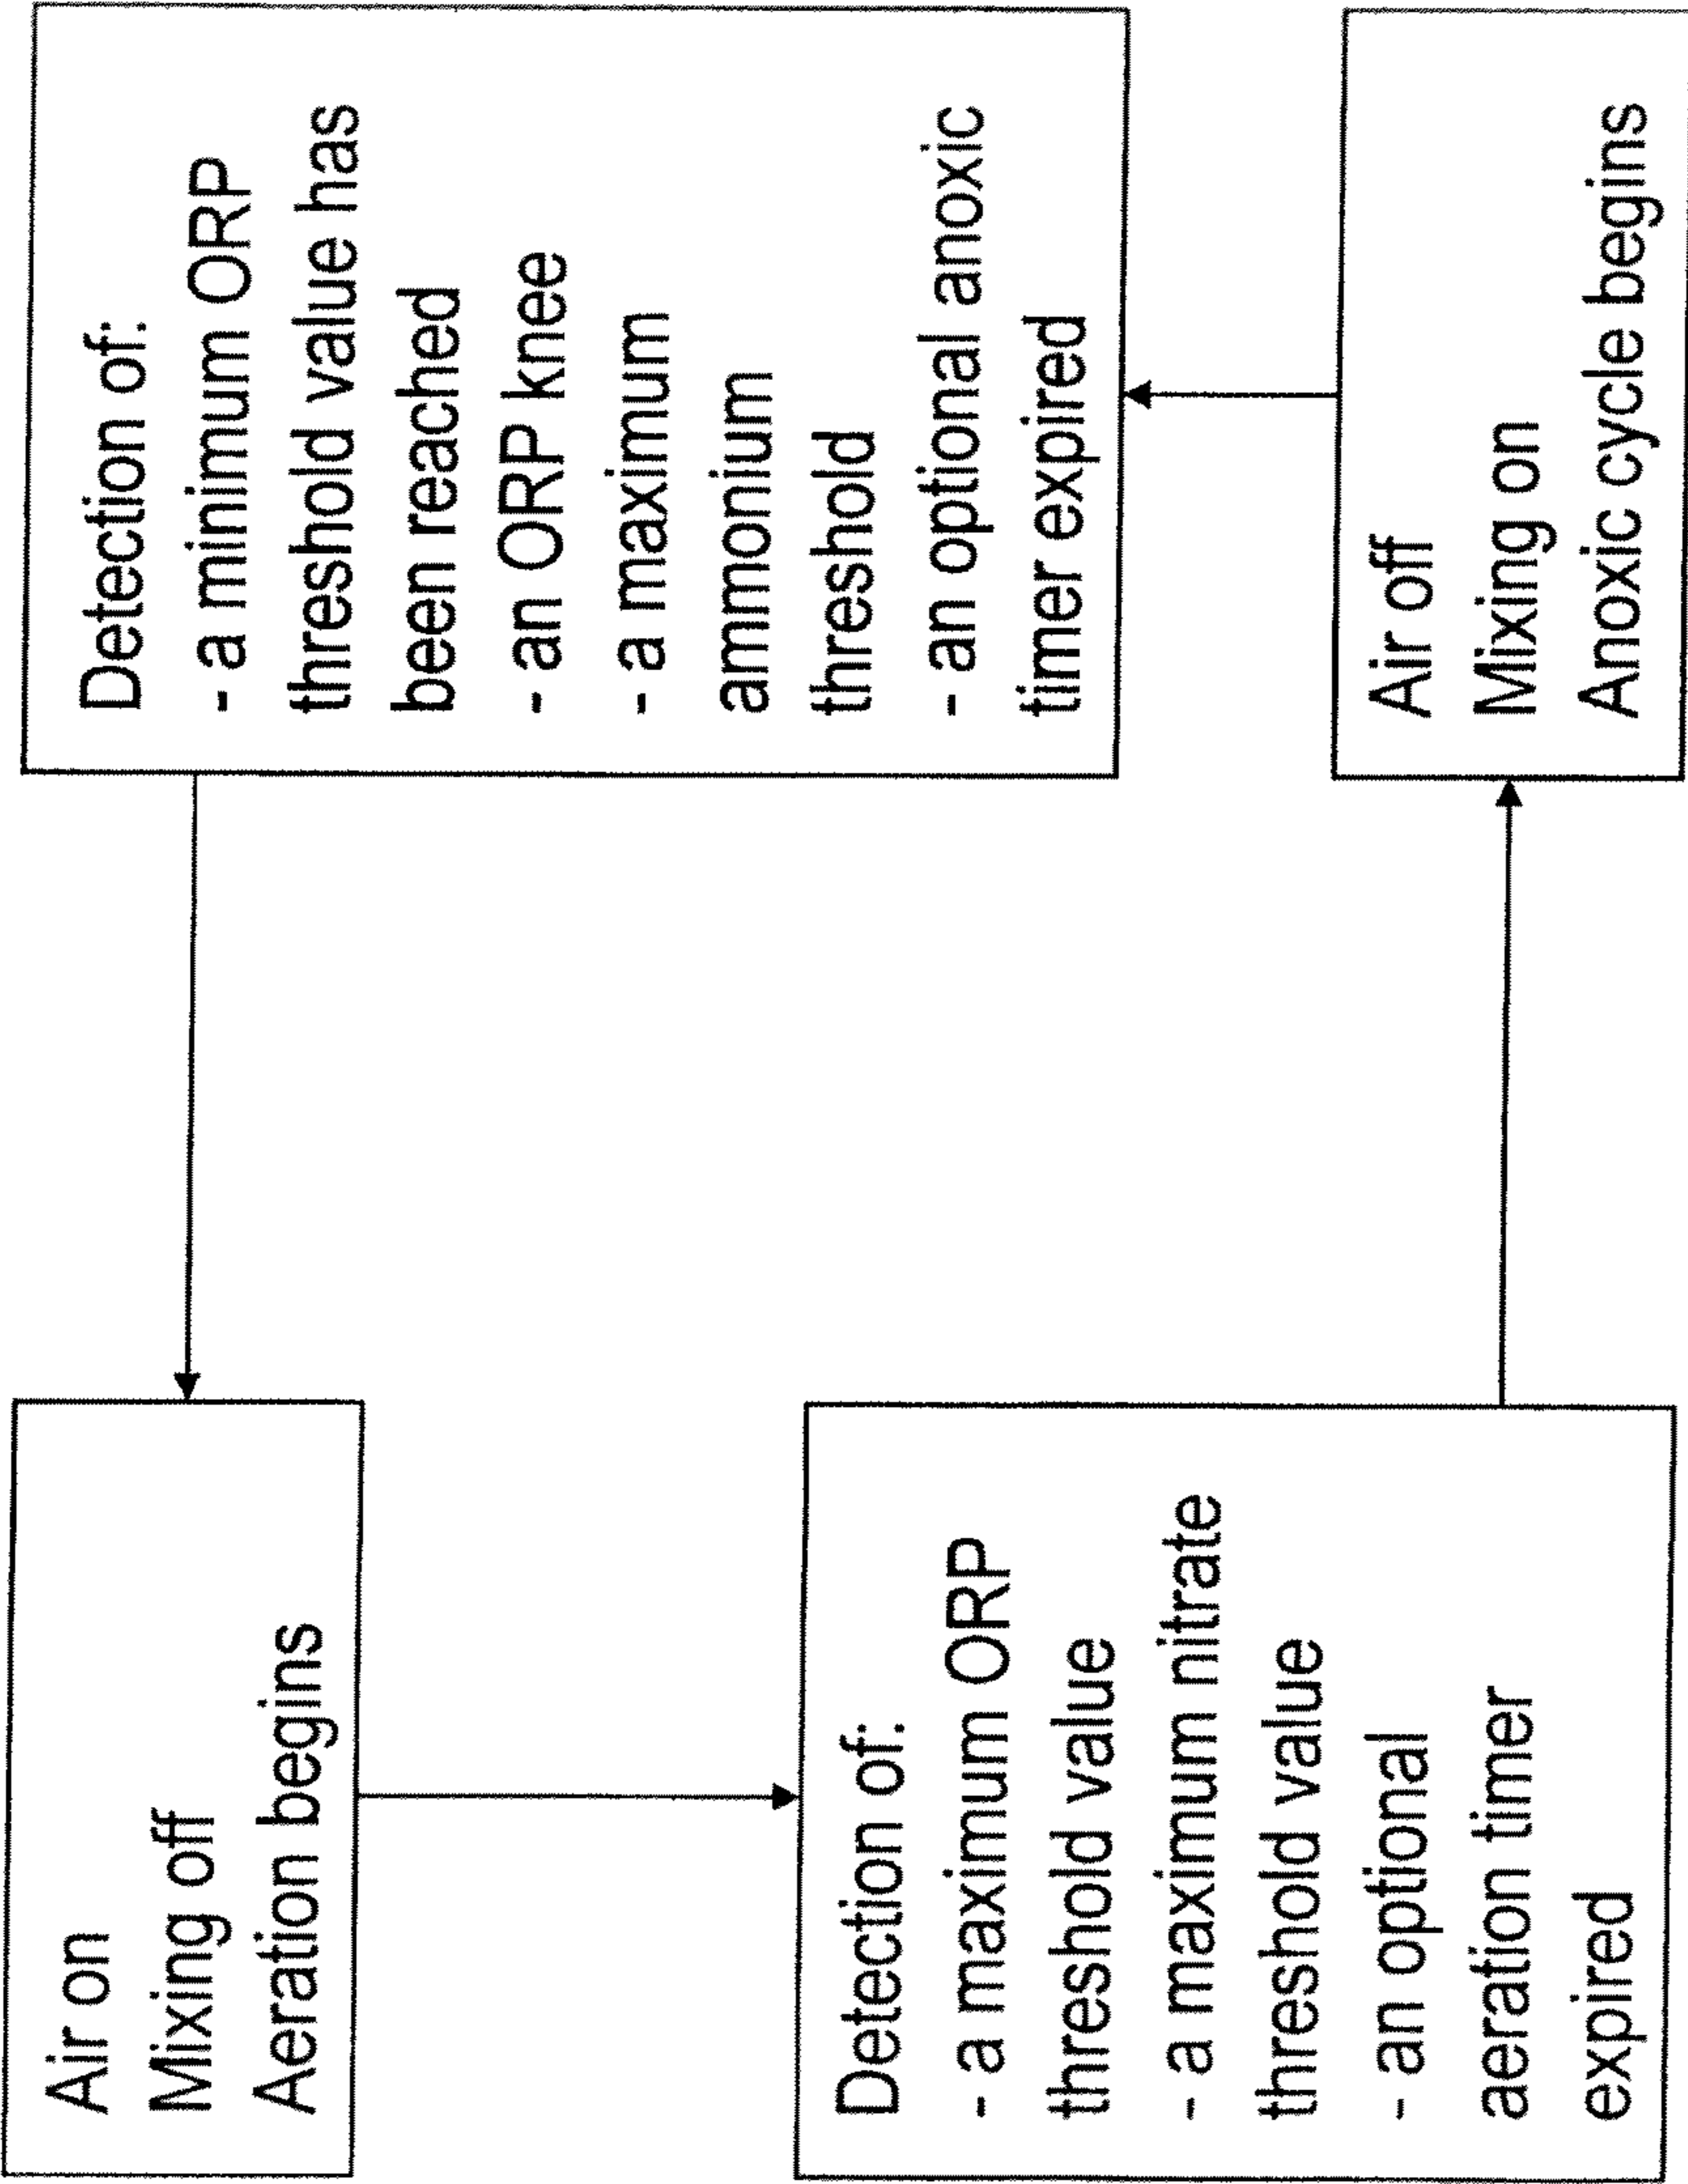 Air on
Mixing off
Aeration begins
Detection of:
- a maximum ORP
threshold value
- a maximum nitrate
threshold value
- an optional
aeration timer
expired
Air off
Mixing on
Anoxic cycle begins
Detection of:
- a minimum ORP
threshold value has
been reached
- an ORP knee
- a maximum
ammonium
threshold
- an optional anoxic
timer expired